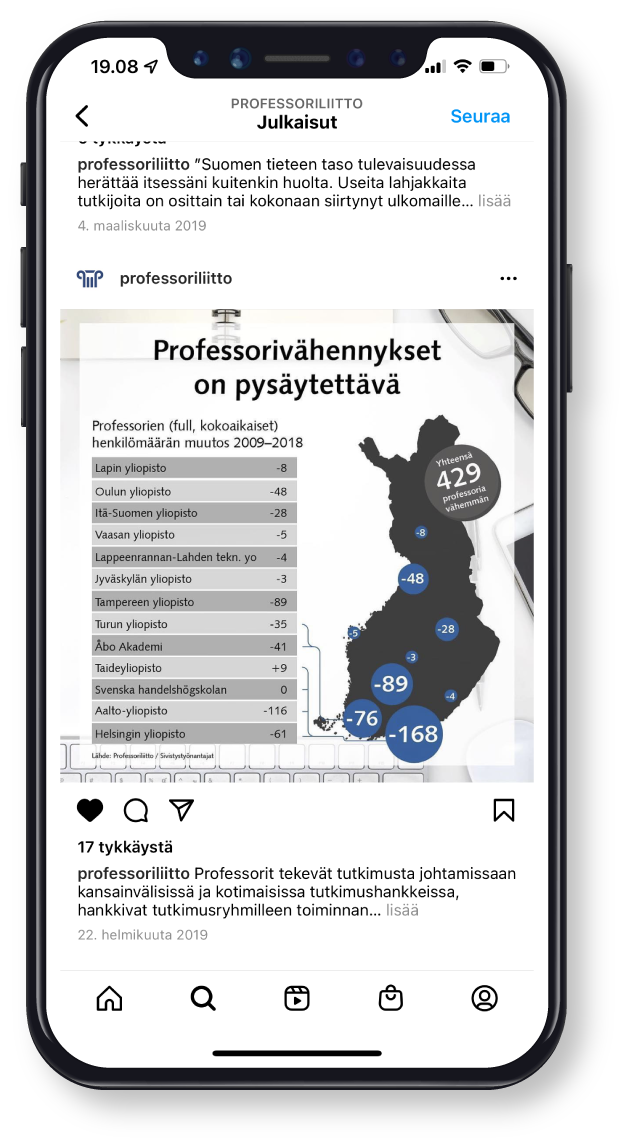 19.08
PROFESSORILIITTO
Julkaisut
Seuraa
tykkäystä
professoriliitto "Suomen tieteen taso tulevaisuudessa
herättää itsessäni kuitenkin huolta. Useita lahjakkaita
tutkijoita on osittain tai kokonaan siirtynyt ulkomaille... lisää
4. maaliskuuta 2019
professoriliitto
Professorivähennykset
on pysäytettävä
Professorien (full, kokoaikaiset)
henkilömäärän muutos 2009–2018
Lapin yliopisto -8
Oulun yliopisto -48
Itä-Suomen yliopisto -28
Vaasan yliopisto -5
Lappeenrannan-Lahden tekn. yo -4
Jyväskylän yliopisto -3
Tampereen yliopisto -89
Turun yliopisto -35
Åbo Akademi -41
Taideyliopisto +9
Svenska handelshögskolan 0
Aalto-yliopisto -116
Helsingin yliopisto -61
Lähde: Professoriliitto / Sivistystyönantajat
Yhteensä
429
professoria
vähemmän
-8
-48
-5
-28
-3
-89
-4
-76
-168
17 tykkäystä
professoriliitto Professorit tekevät tutkimusta johtamissaan
kansainvälisissä ja kotimaisissa tutkimushankkeissa,
hankkivat tutkimusryhmilleen toiminnan... lisää
22. helmikuuta 2019